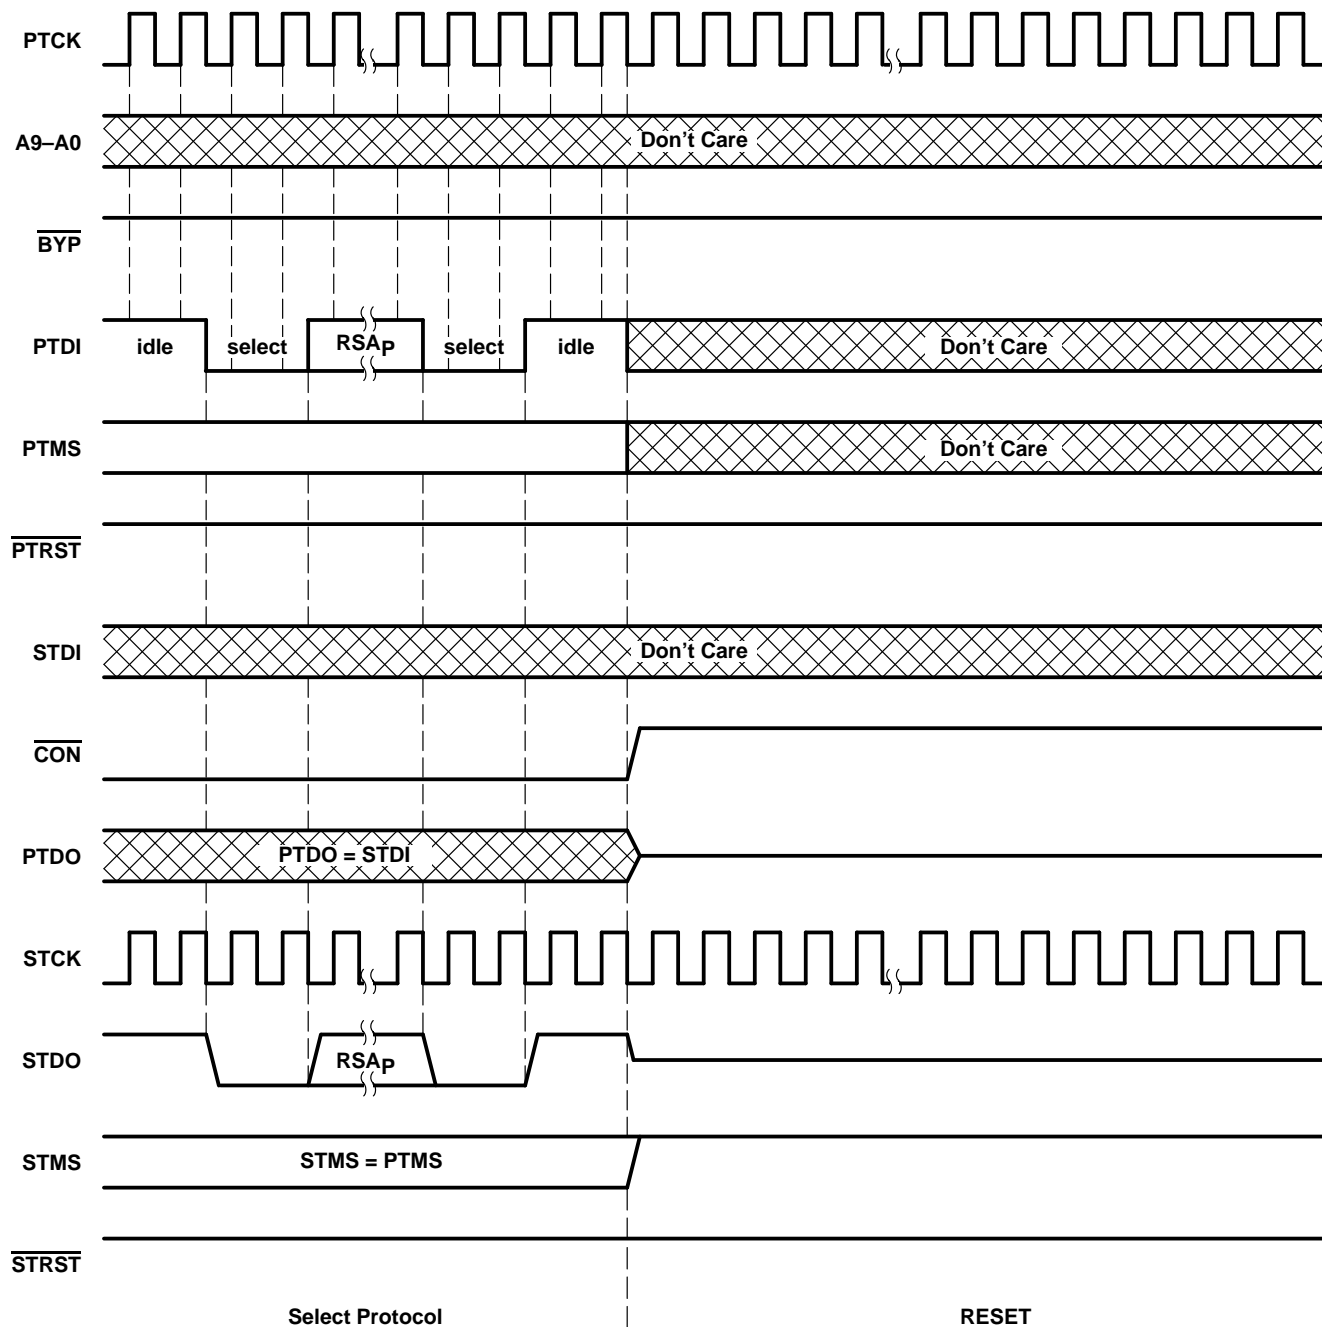 PTCK
A9–A0
Don't Care
BYP
PTDI
idle
select
RSAP
select
idle
Don't Care
PTMS
Don't Care
PTRST
STDI
Don't Care
CON
PTDO
PTDO = STDI
STCK
STDO
RSAP
STMS
STMS = PTMS
STRST
Select Protocol
RESET